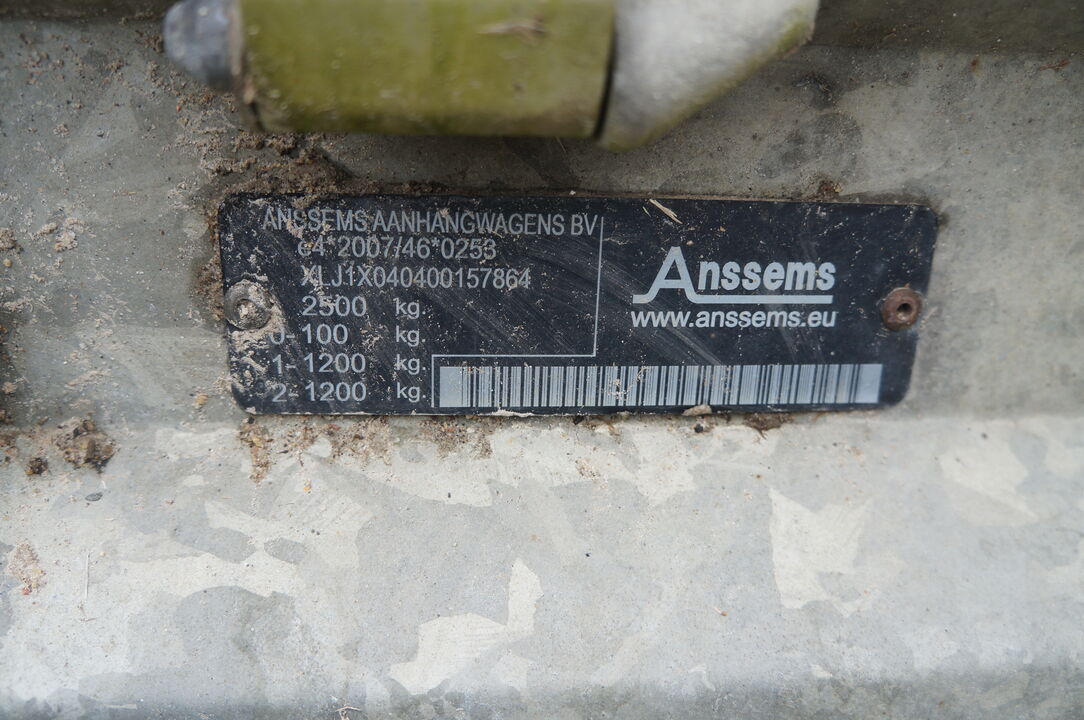 ANSSEMS AANHANGWAGENS BV
e4*2007/46*0253
XLJ1X040400157864
2500 kg.
0- 100 kg.
1- 1200 kg.
2- 1200 kg.
Anssems
www.anssems.eu